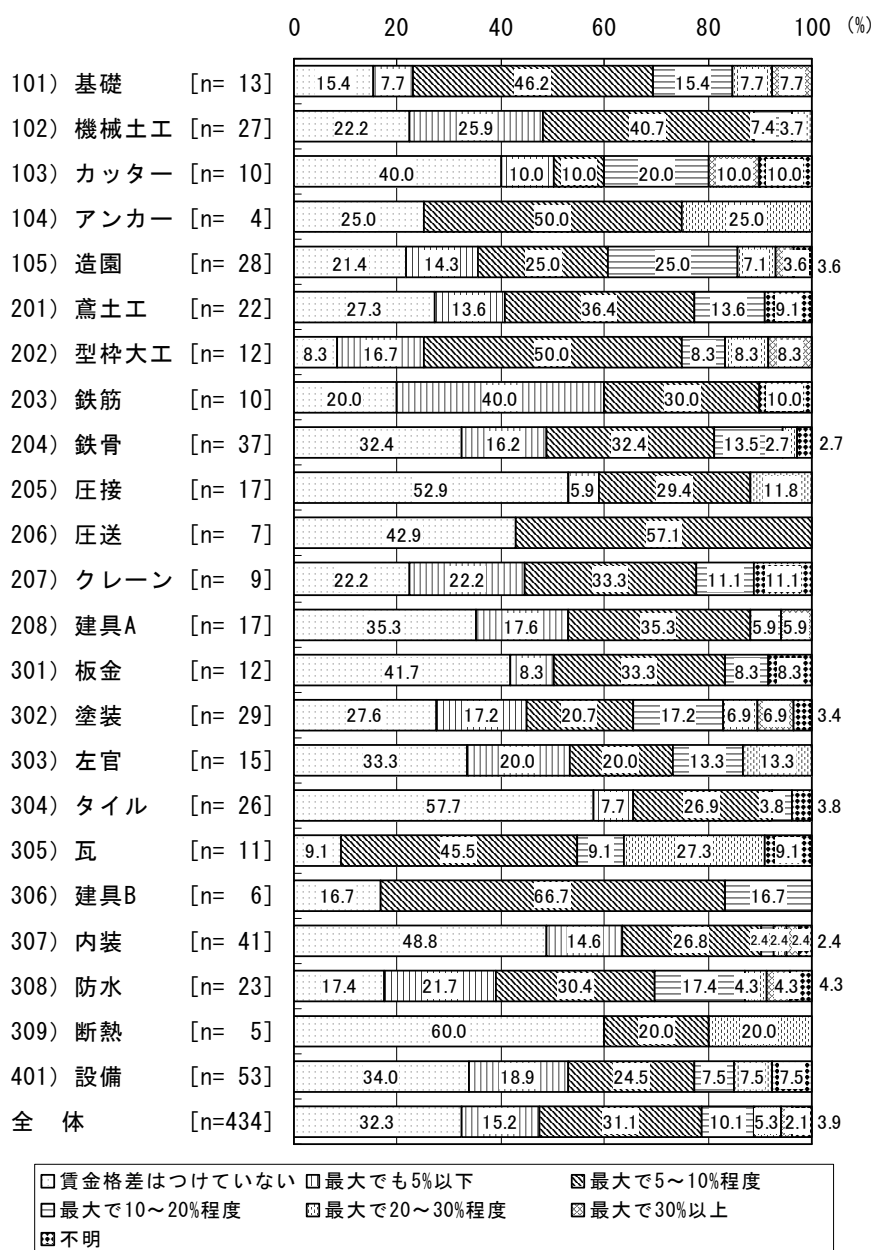 0 20 40 60 80 100 (%)
101) 基礎 [n= 13] 15.4 7.7 46.2 15.4 7.7 7.7
102) 機械土工 [n= 27] 22.2 25.9 40.7 7.4 3.7
103) カッター [n= 10] 40.0 10.0 10.0 20.0 10.0 10.0
104) アンカー [n= 4] 25.0 50.0 25.0
105) 造園 [n= 28] 21.4 14.3 25.0 25.0 7.1 3.6 3.6
201) 鳶土工 [n= 22] 27.3 13.6 36.4 13.6 9.1
202) 型枠大工 [n= 12] 8.3 16.7 50.0 8.3 8.3 8.3
203) 鉄筋 [n= 10] 20.0 40.0 30.0 10.0
204) 鉄骨 [n= 37] 32.4 16.2 32.4 13.5 2.7 2.7
205) 圧接 [n= 17] 52.9 5.9 29.4 11.8
206) 圧送 [n= 7] 42.9 57.1
207) クレーン [n= 9] 22.2 22.2 33.3 11.1 11.1
208) 建具A [n= 17] 35.3 17.6 35.3 5.9 5.9
301) 板金 [n= 12] 41.7 8.3 33.3 8.3 8.3
302) 塗装 [n= 29] 27.6 17.2 20.7 17.2 6.9 6.9 3.4
303) 左官 [n= 15] 33.3 20.0 20.0 13.3 13.3
304) タイル [n= 26] 57.7 7.7 26.9 3.8 3.8
305) 瓦 [n= 11] 9.1 45.5 9.1 27.3 9.1
306) 建具B [n= 6] 16.7 66.7 16.7
307) 内装 [n= 41] 48.8 14.6 26.8 2.4 2.4 2.4 2.4
308) 防水 [n= 23] 17.4 21.7 30.4 17.4 4.3 4.3 4.3
309) 断熱 [n= 5] 60.0 20.0 20.0
401) 設備 [n= 53] 34.0 18.9 24.5 7.5 7.5 7.5
全 体 [n=434] 32.3 15.2 31.1 10.1 5.3 2.1 3.9
賃金格差はつけていない 最大でも5%以下 最大で5～10%程度
最大で10～20%程度 最大で20～30%程度 最大で30%以上
不明